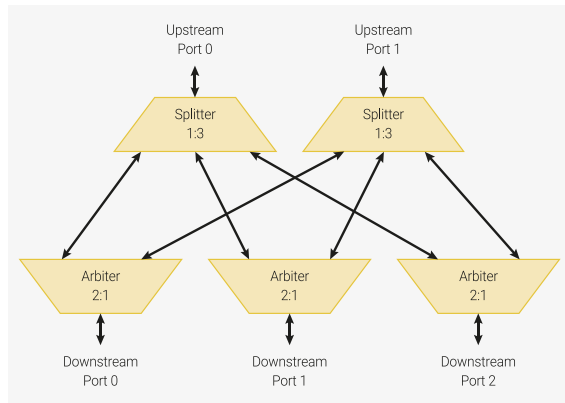 Upstream
Port 0
Upstream
Port 1
Splitter
1:3
Splitter
1:3
Arbiter
2:1
Arbiter
2:1
Arbiter
2:1
Downstream
Port 0
Downstream
Port 1
Downstream
Port 2